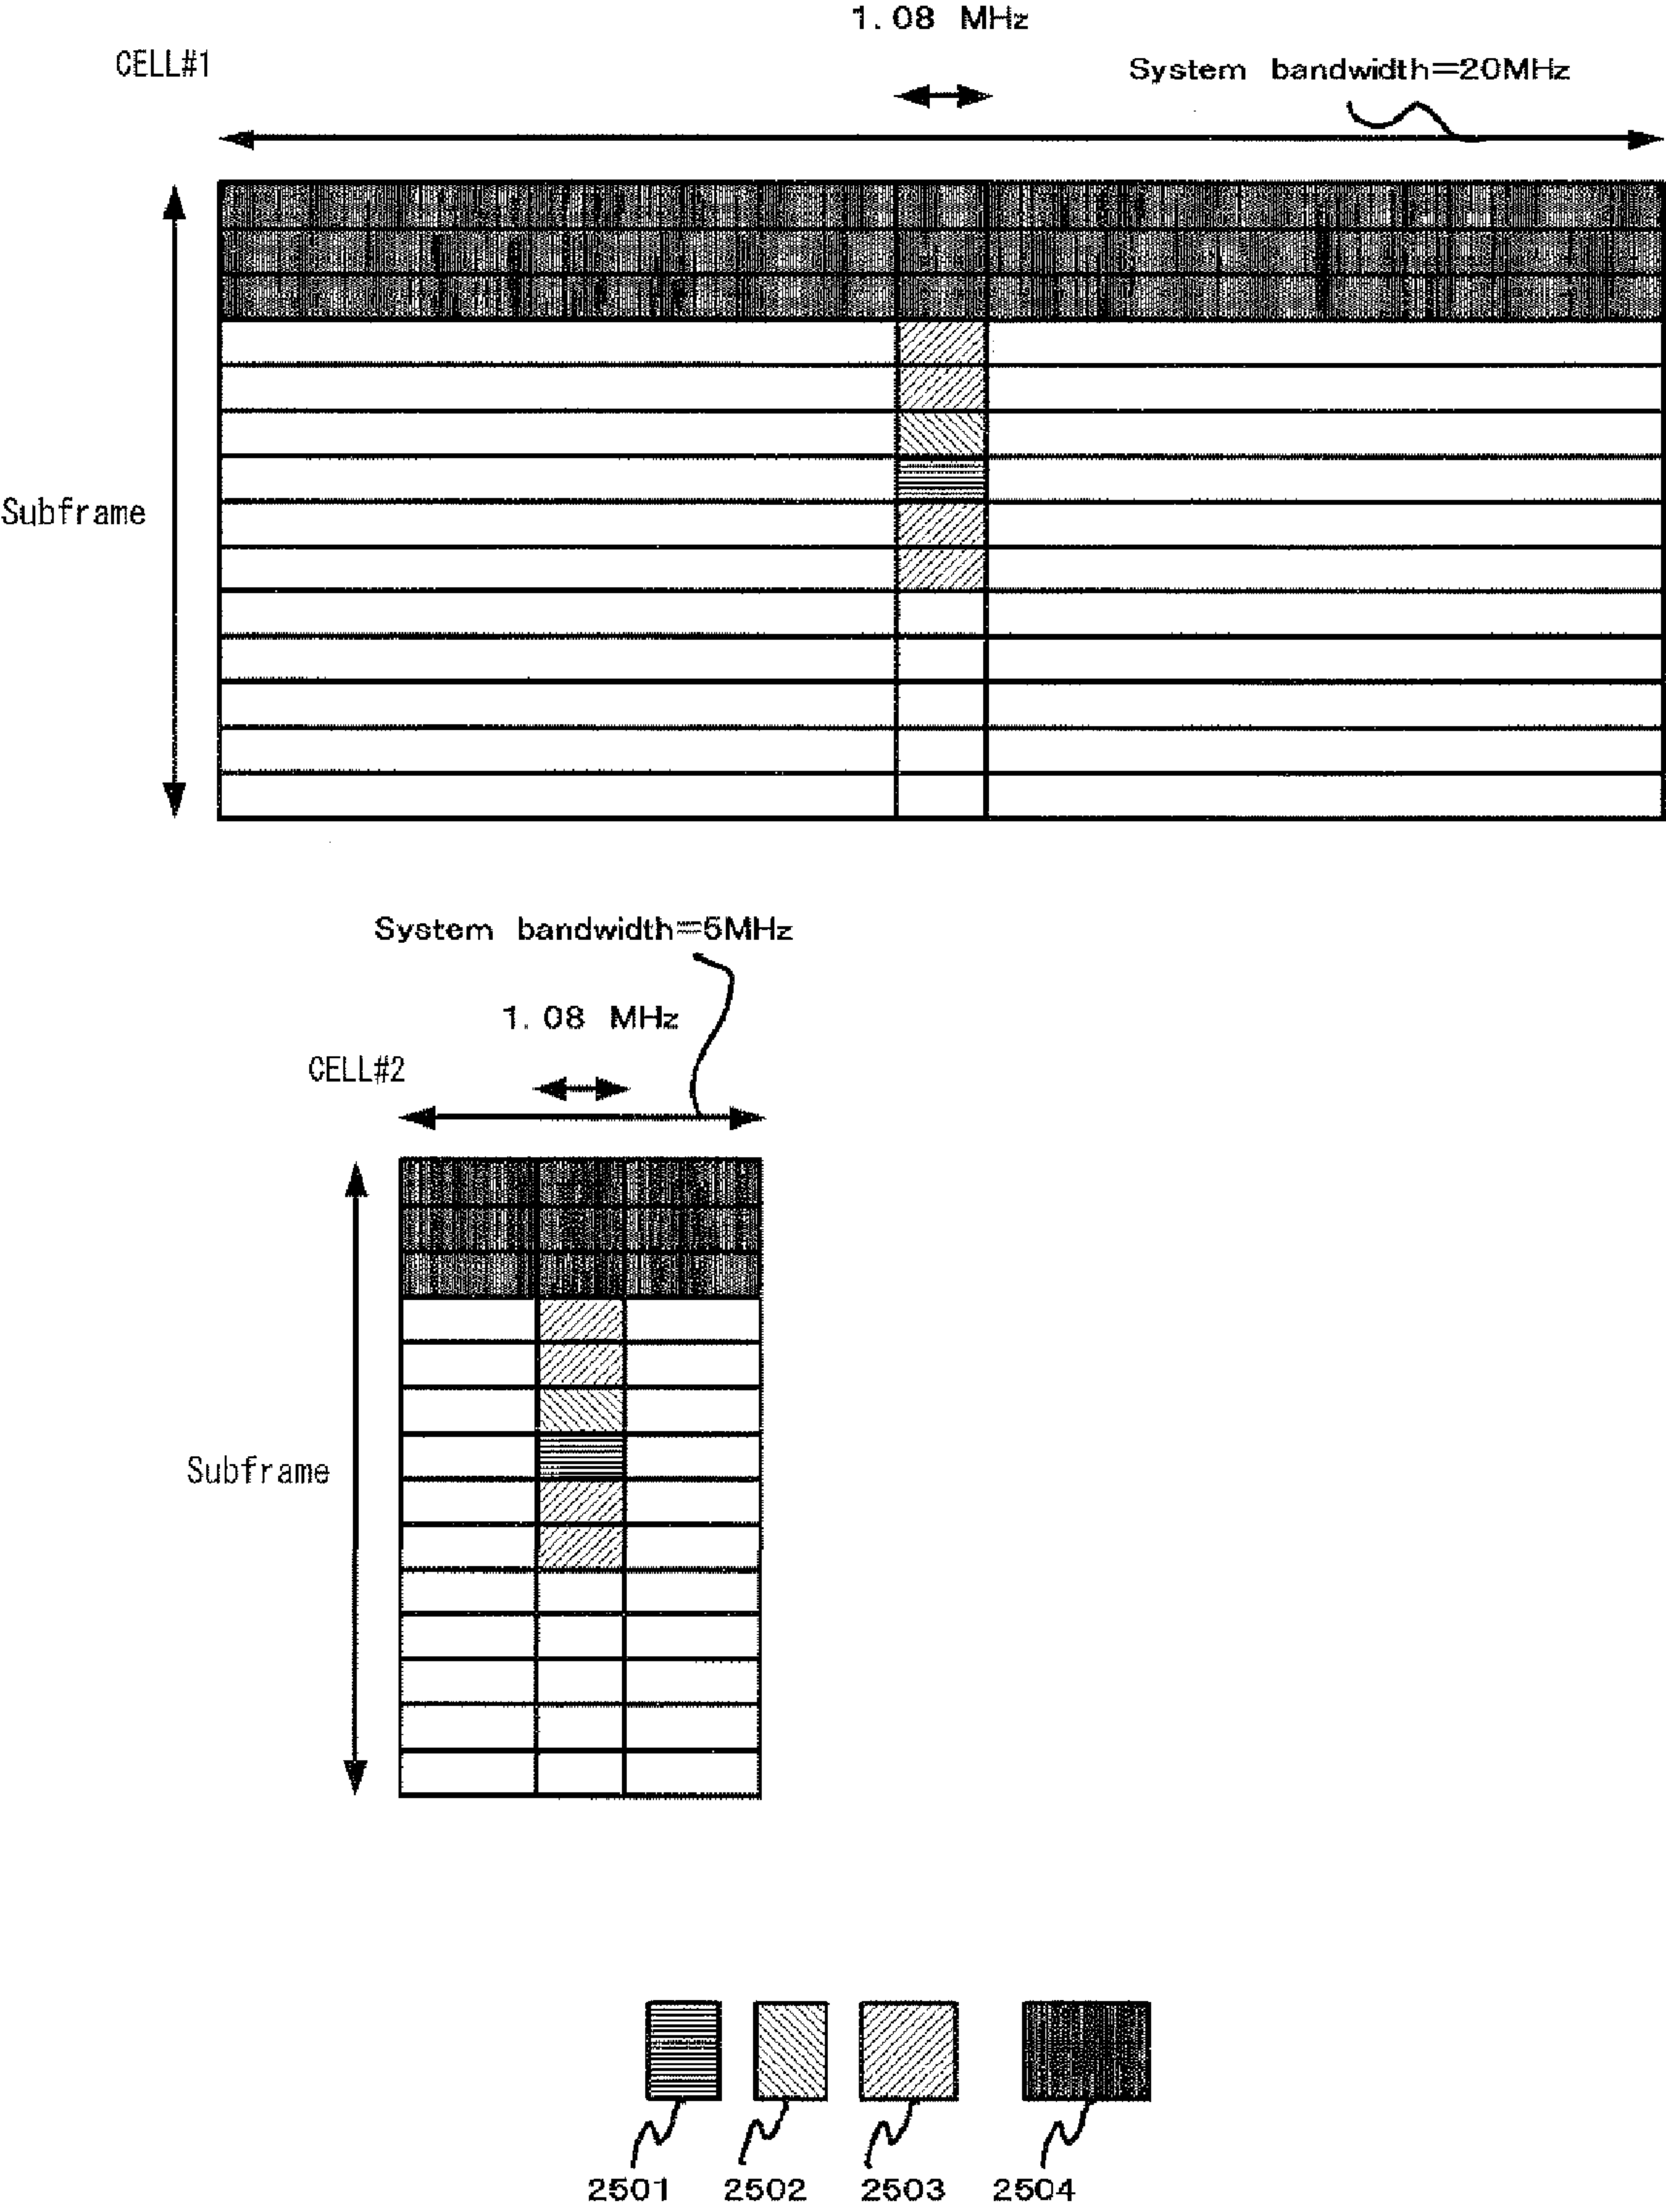 1.08 MHz
CELL#1
System bandwidth=20MHz
Subframe
System bandwidth=5MHz
1.08 MHz
CELL#2
Subframe
2501 2502 2503 2504